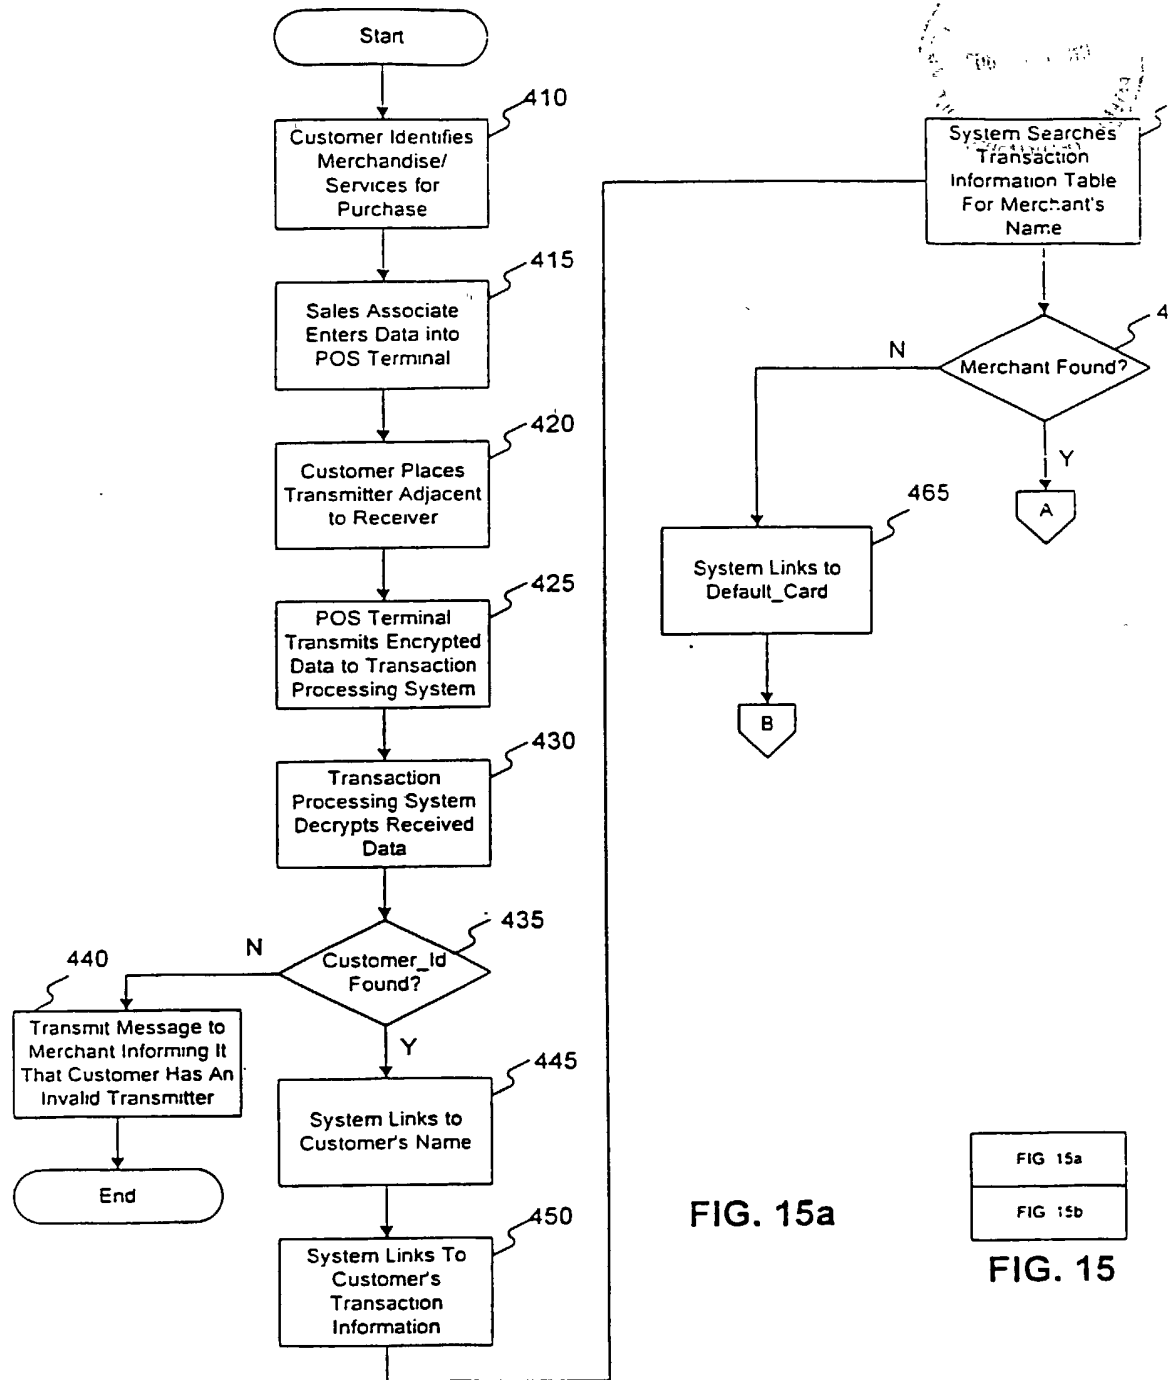 Start
410
Customer Identifies
Merchandise/
Services for
Purchase
415
Sales Associate
Enters Data into
POS Terminal
420
Customer Places
Transmitter Adjacent
to Receiver
425
POS Terminal
Transmits Encrypted
Data to Transaction
Processing System
430
Transaction
Processing System
Decrypts Received
Data
435
Customer_Id
Found?
N
440
Transmit Message to
Merchant Informing It
That Customer Has An
Invalid Transmitter
End
Y
445
System Links to
Customer's Name
450
System Links To
Customer's
Transaction
Information
System Searches
Transaction
Information Table
For Merchant's
Name
4
Merchant Found?
N
Y
A
465
System Links to
Default_Card
B
FIG. 15a
FIG 15a
FIG 15b
FIG. 15